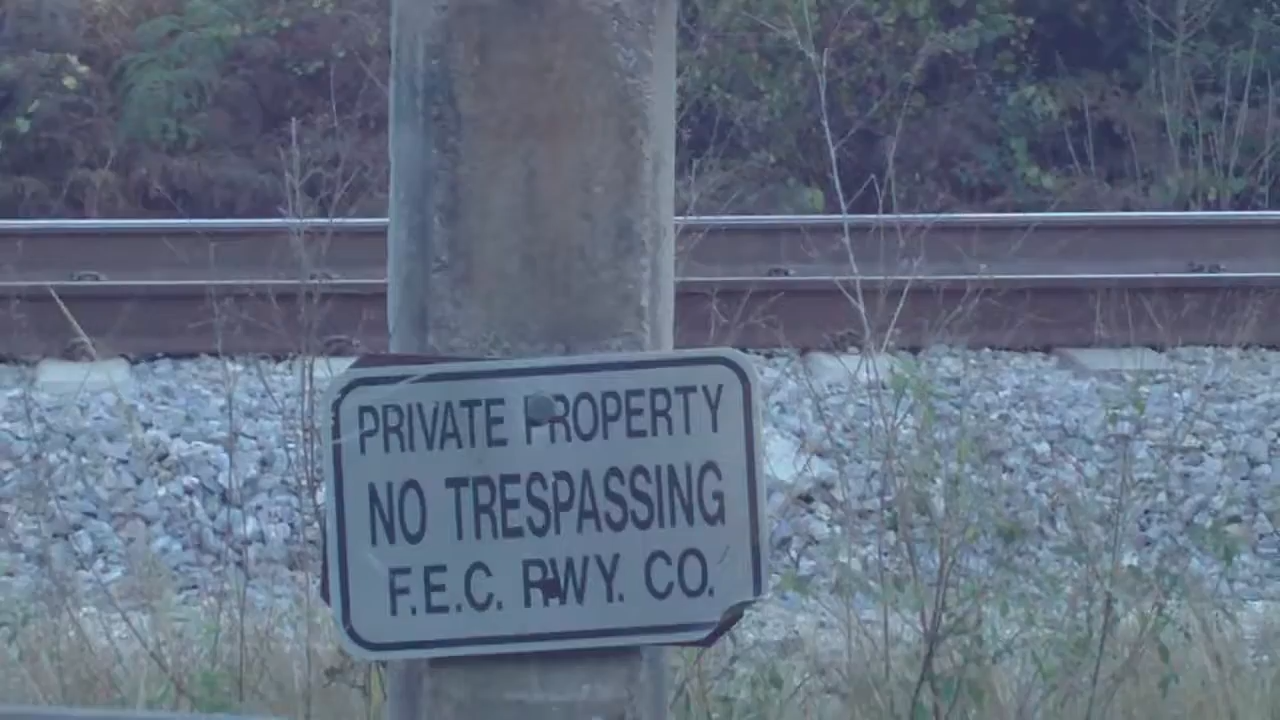 PRIVATE PROPERTY
NO TRESPASSING
F.E.C. RWY. CO.